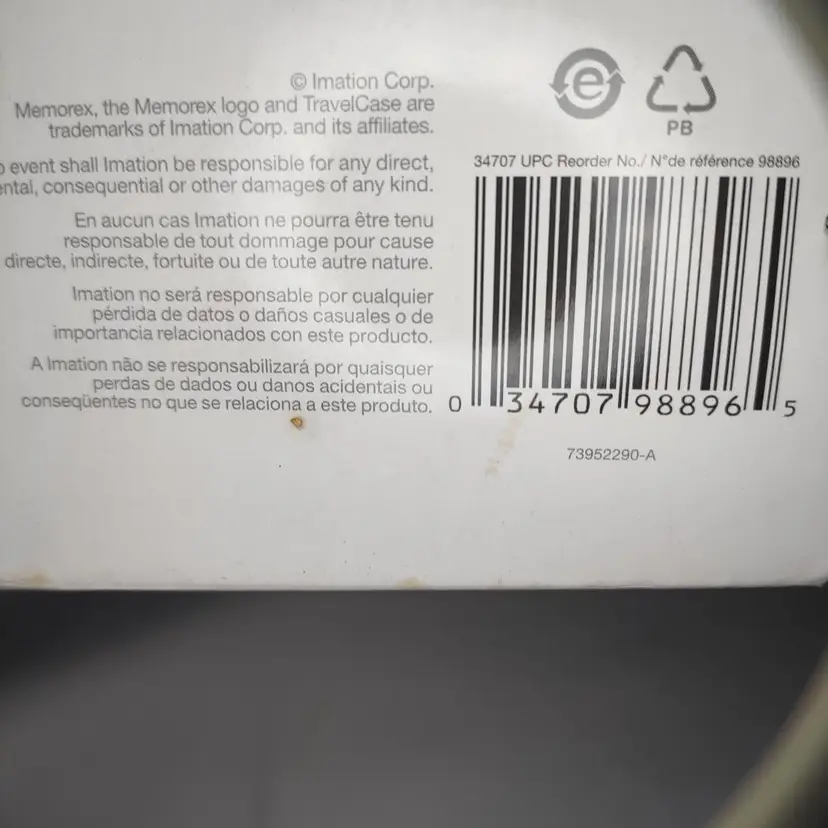 © Imation Corp.
Memorex, the Memorex logo and TravelCase are
trademarks of Imation Corp. and its affiliates.
event shall Imation be responsible for any direct,
consequential or other damages of any kind.
En aucun cas Imation ne pourra être tenu
responsable de tout dommage pour cause
directe, indirecte, fortuite ou de toute autre nature.
Imation no será responsable por cualquier
pérdida de datos o daños casuales o de
importancia relacionados con este producto.
A Imation não se responsabilizará por quaisquer
perdas de dados ou danos acidentais ou
conseqüentes no que se relaciona a este produto.
e
PB
34707 UPC Reorder No./ N°de référence 98896
0 34707 98896 5
73952290-A